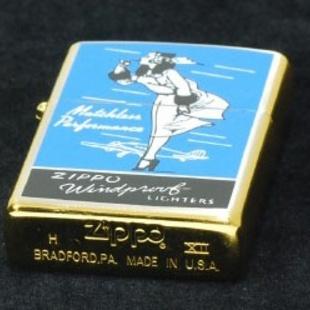 Matchless
Performance
ZIPPO
Windproof
LIGHTERS
H Zippo XII
BRADFORD, PA. MADE IN U.S.A.